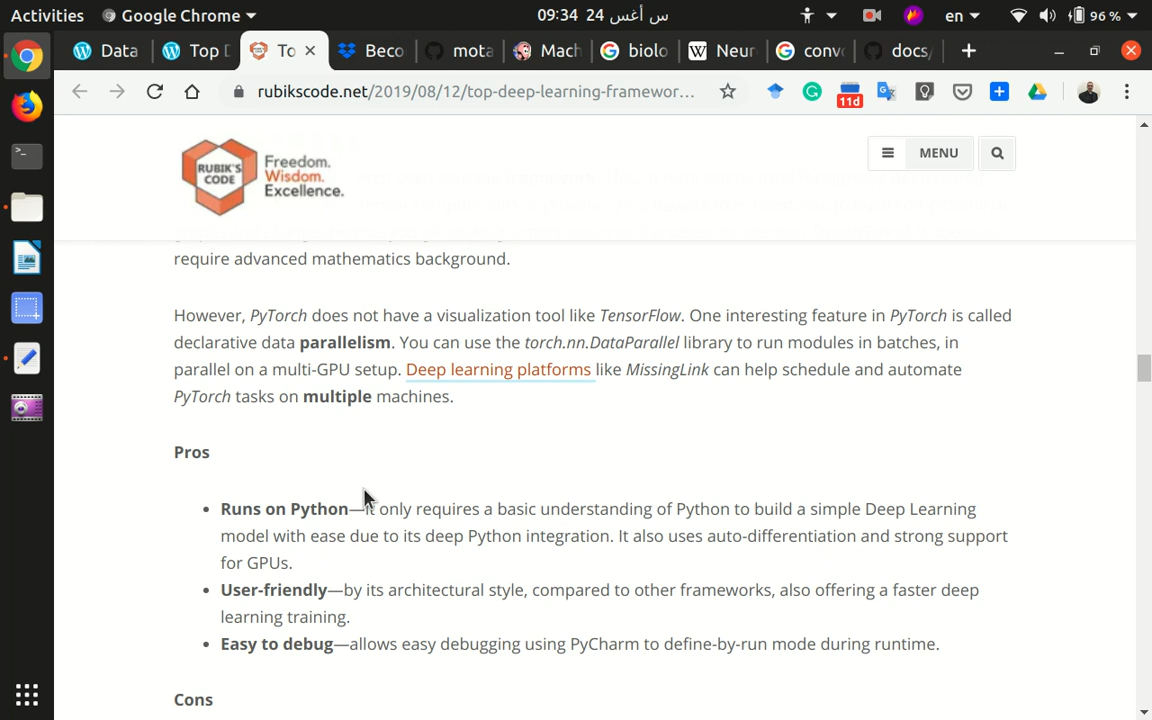 Activities Google Chrome 09:34 24 س أغس en 96 %
Data Top D To Beco mota Mach biolo Neur conv docs/
rubikscode.net/2019/08/12/top-deep-learning-framewor... 11d
RUBIK'S CODE
Freedom.
Wisdom.
Excellence.
MENU
require advanced mathematics background.
However, PyTorch does not have a visualization tool like TensorFlow. One interesting feature in PyTorch is called
declarative data parallelism. You can use the torch.nn.DataParallel library to run modules in batches, in
parallel on a multi-GPU setup. Deep learning platforms like MissingLink can help schedule and automate
PyTorch tasks on multiple machines.
Pros
• Runs on Python—it only requires a basic understanding of Python to build a simple Deep Learning
model with ease due to its deep Python integration. It also uses auto-differentiation and strong support
for GPUs.
• User-friendly—by its architectural style, compared to other frameworks, also offering a faster deep
learning training.
• Easy to debug—allows easy debugging using PyCharm to define-by-run mode during runtime.
Cons